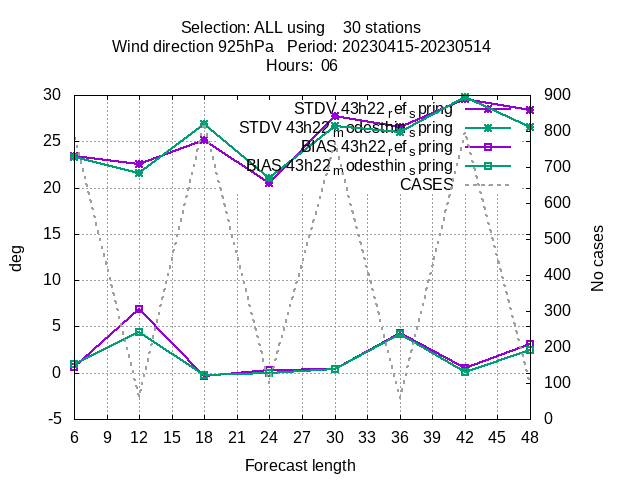 Selection: ALL using    30 stations
Wind direction 925hPa   Period: 20230415-20230514
Hours:  06
30
25
20
15
10
5
0
-5
deg
900
800
700
600
500
400
300
200
100
0
No cases
STDV 43h22_ref_spring
STDV 43h22_modesthin_spring
BIAS 43h22_ref_spring
BIAS 43h22_modesthin_spring
CASES
6 9 12 15 18 21 24 27 30 33 36 39 42 45 48
Forecast length